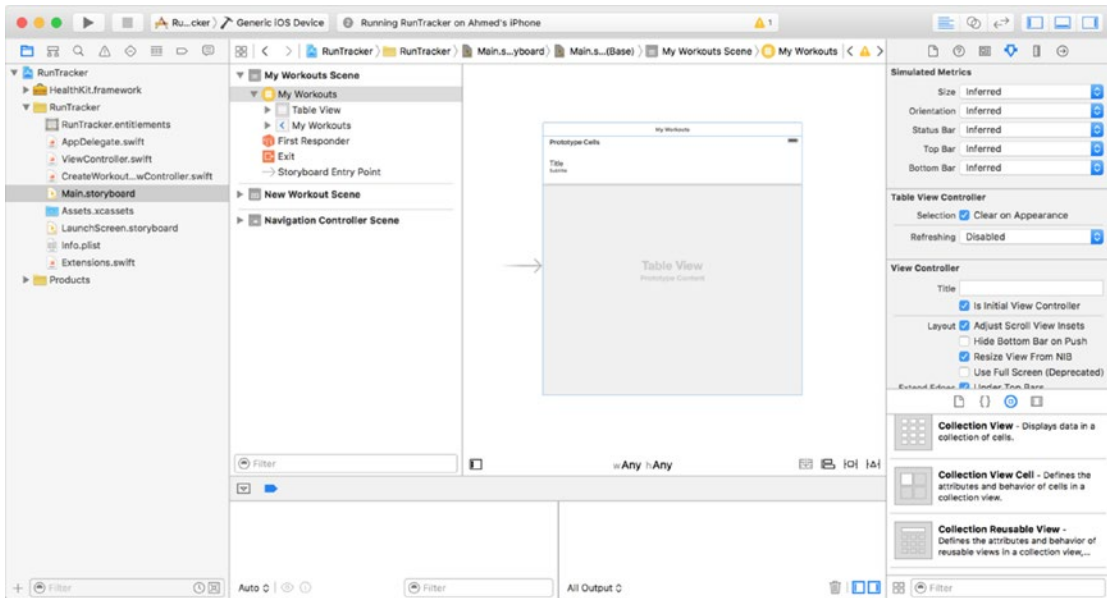 Ru...cker
Generic iOS Device
Running RunTracker on Ahmed's iPhone
1
RunTracker
HealthKit.framework
RunTracker
RunTracker.entitlements
AppDelegate.swift
ViewController.swift
CreateWorkout...wController.swift
Main.storyboard
Assets.xcassets
LaunchScreen.storyboard
Info.plist
Extensions.swift
Products
Filter
RunTracker
RunTracker
Main.s...yboard
Main.s...(Base)
My Workouts Scene
My Workouts
My Workouts Scene
My Workouts
Table View
My Workouts
First Responder
Exit
Storyboard Entry Point
New Workout Scene
Navigation Controller Scene
Filter
My Workouts
Prototype Cells
Title
Subtitle
Table View
Prototype Content
wAny hAny
Auto
Filter
All Output
Simulated Metrics
Size Inferred
Orientation Inferred
Status Bar Inferred
Top Bar Inferred
Bottom Bar Inferred
Table View Controller
Selection Clear on Appearance
Refreshing Disabled
View Controller
Title
Is Initial View Controller
Layout Adjust Scroll View Insets
Hide Bottom Bar on Push
Resize View From NIB
Use Full Screen (Deprecated)
Extend Edges Under Top Bars
Collection View - Displays data in a
collection of cells.
Collection View Cell - Defines the
attributes and behavior of cells in a
collection view.
Collection Reusable View -
Defines the attributes and behavior of
reusable views in a collection view,...
Filter